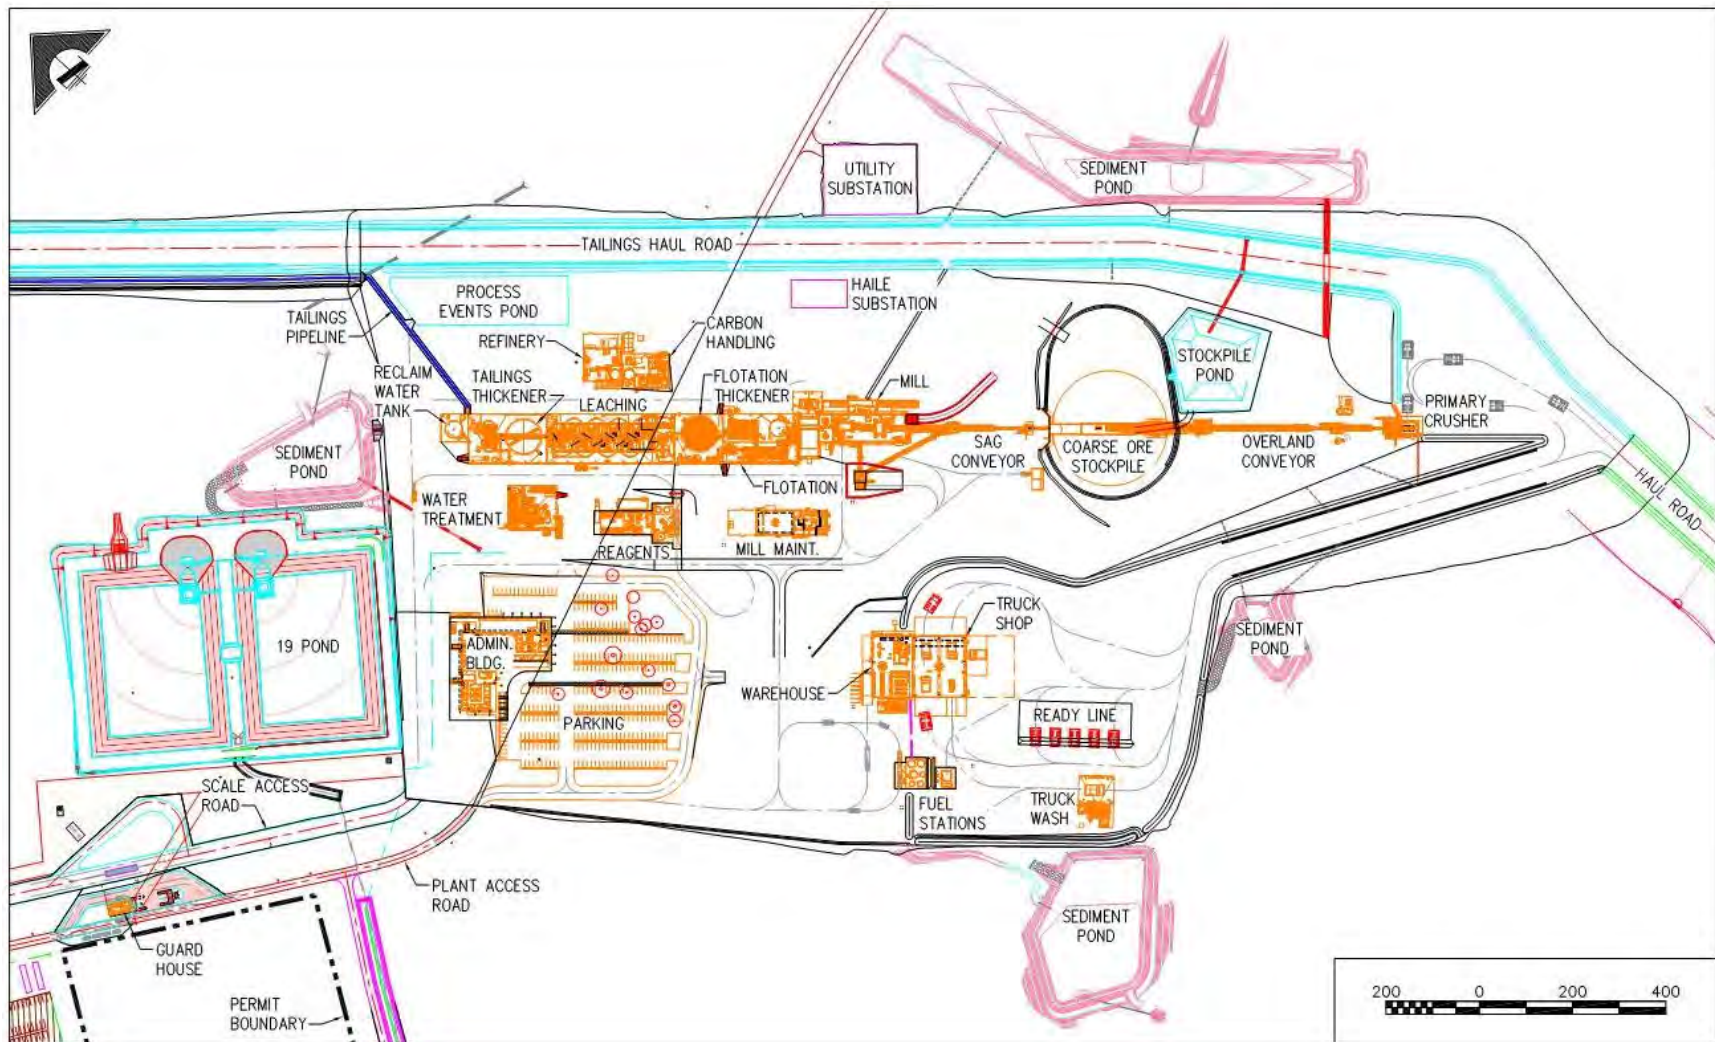 UTILITY
SUBSTATION
SEDIMENT
POND
TAILINGS HAUL ROAD
PROCESS
EVENTS POND
HAILE
SUBSTATION
TAILINGS
PIPELINE
REFINERY
CARBON
HANDLING
STOCKPILE
POND
RECLAIM
WATER
TANK
TAILINGS
THICKENER
LEACHING
FLOTATION
THICKENER
MILL
PRIMARY
CRUSHER
SEDIMENT
POND
SAG
CONVEYOR
COARSE ORE
STOCKPILE
OVERLAND
CONVEYOR
HAUL ROAD
WATER
TREATMENT
FLOTATION
REAGENTS
MILL MAINT.
19 POND
ADMIN.
BLDG.
TRUCK
SHOP
SEDIMENT
POND
WAREHOUSE
PARKING
READY LINE
SCALE ACCESS
ROAD
FUEL
STATIONS
TRUCK
WASH
PLANT ACCESS
ROAD
SEDIMENT
POND
GUARD
HOUSE
PERMIT
BOUNDARY
200 0 200 400